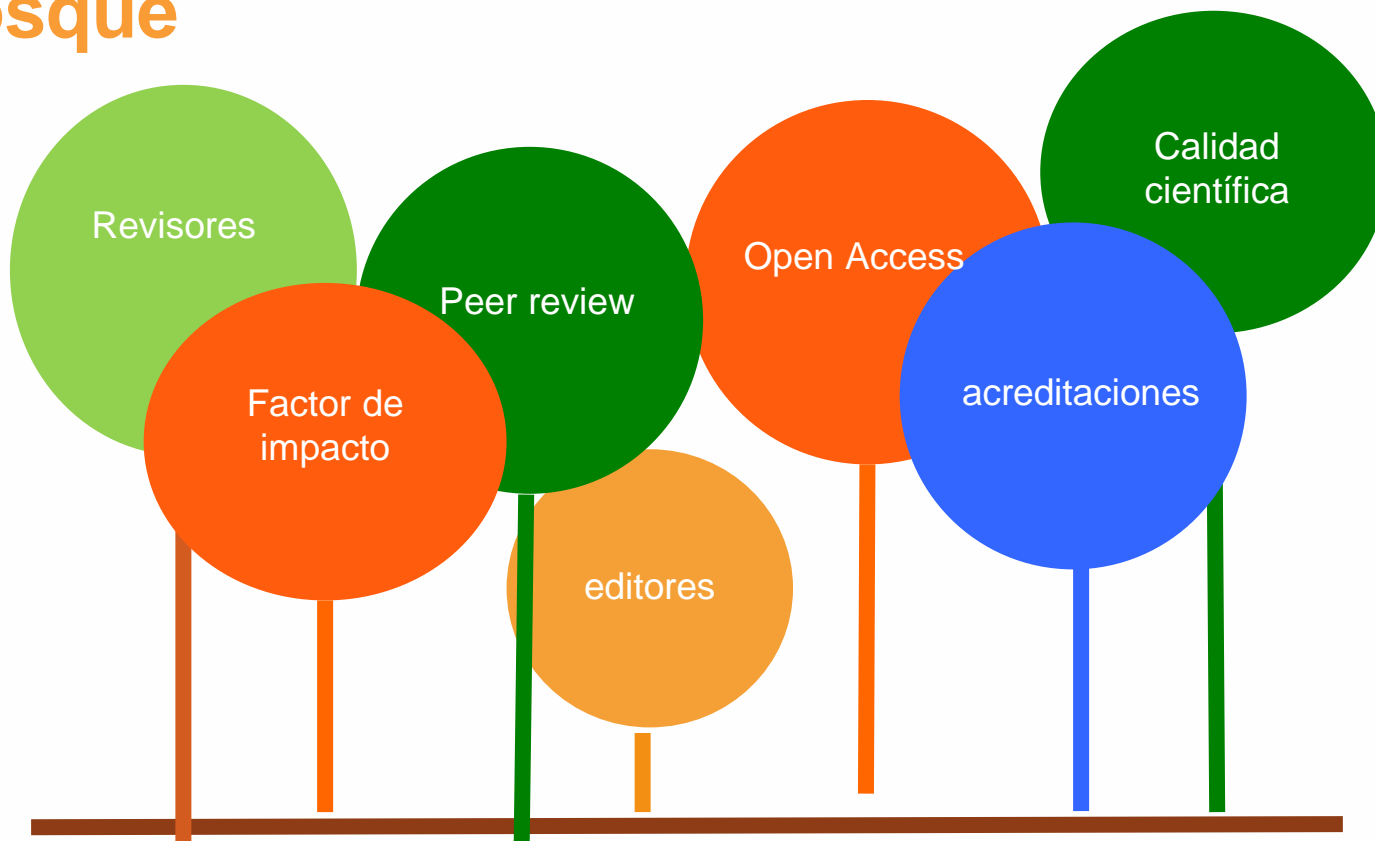 osque
Revisores
Peer review
Factor de
impacto
editores
Open Access
acreditaciones
Calidad
científica